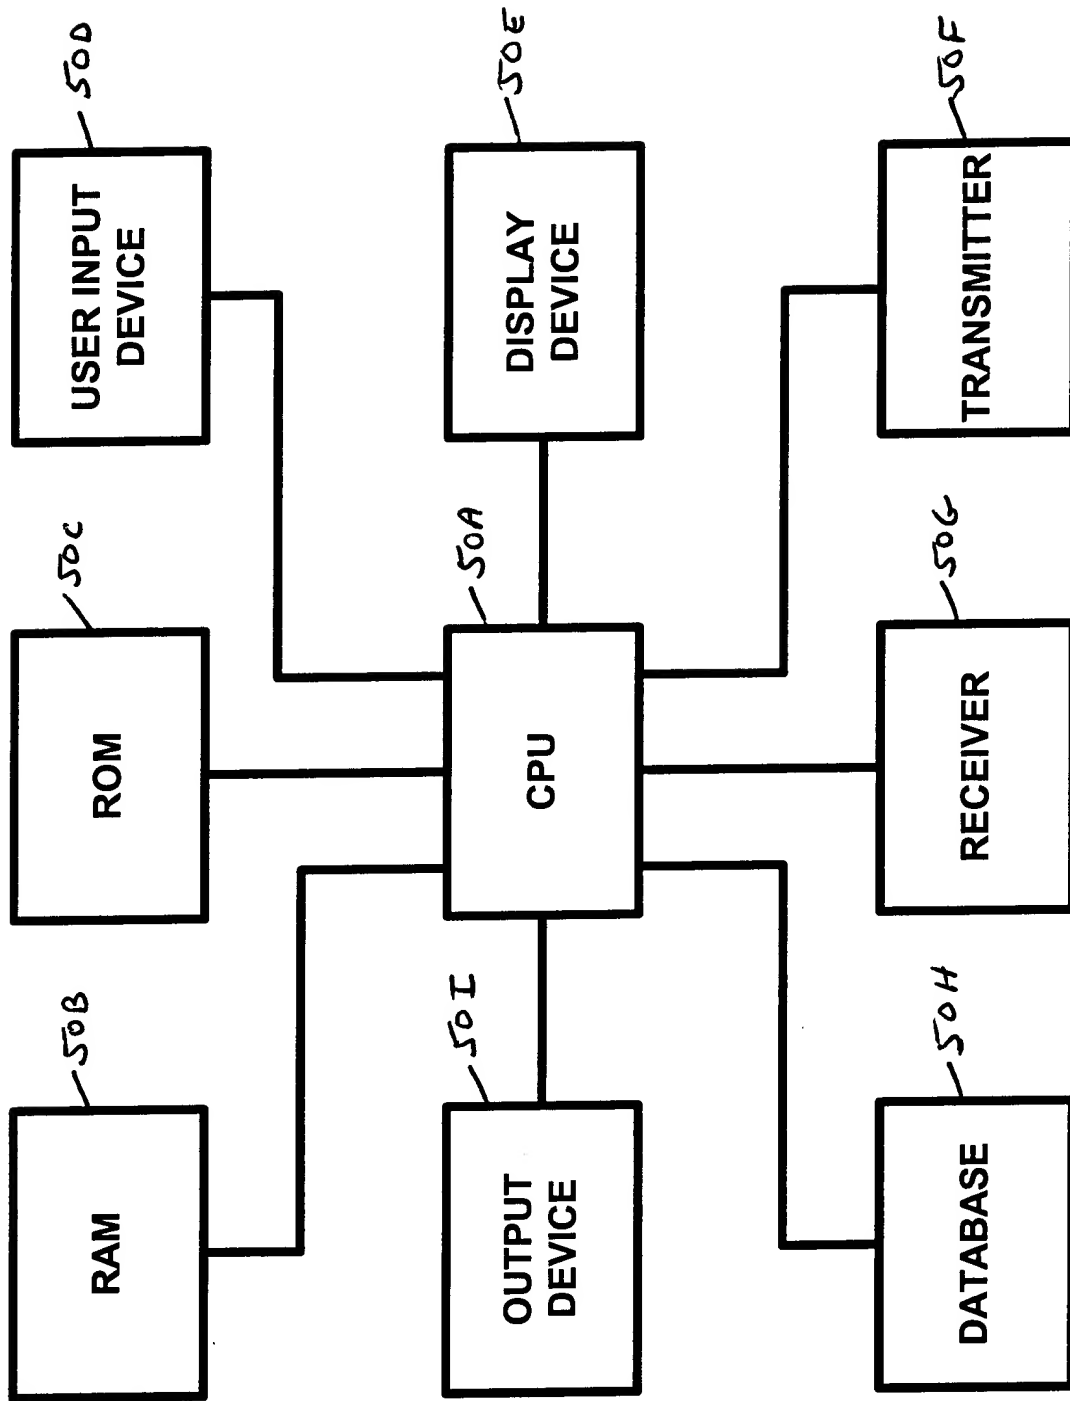 50B
50C
50D
RAM
ROM
USER INPUT
DEVICE
50I
50A
50E
OUTPUT
DEVICE
CPU
DISPLAY
DEVICE
50H
50G
50F
DATABASE
RECEIVER
TRANSMITTER